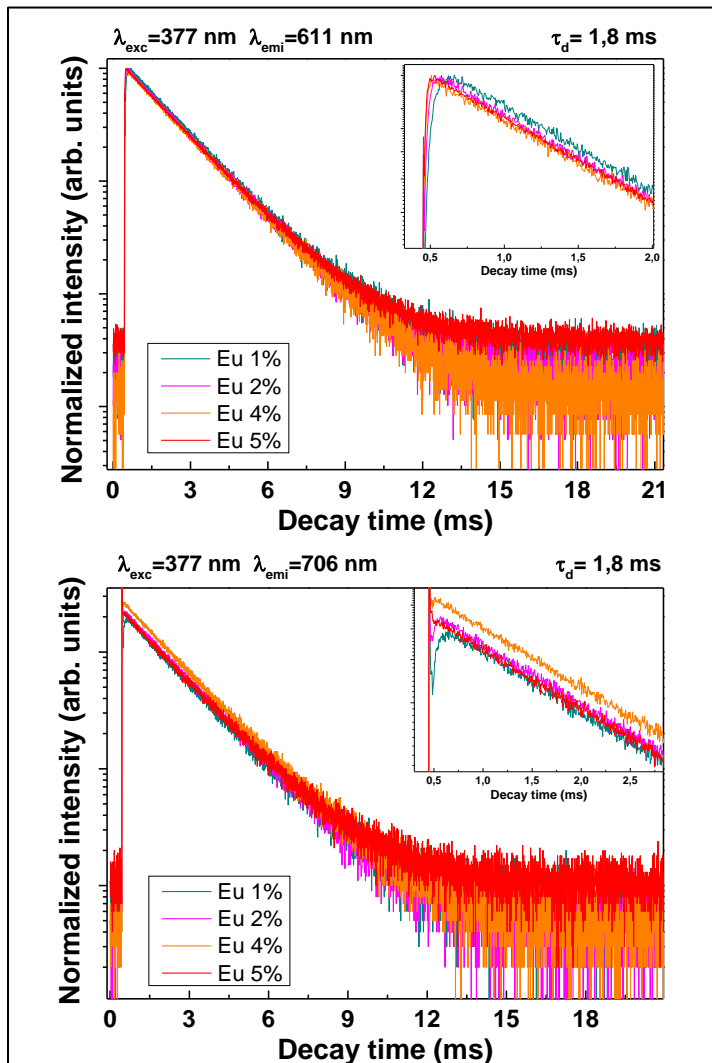 λexc=377 nm λemi=611 nm τd= 1,8 ms
Normalized intensity (arb. units)
0,5 1,0 1,5 2,0
Decay time (ms)
Eu 1%
Eu 2%
Eu 4%
Eu 5%
0 3 6 9 12 15 18 21
Decay time (ms)
λexc=377 nm λemi=706 nm τd= 1,8 ms
Normalized intensity (arb. units)
0,5 1,0 1,5 2,0 2,5
Decay time (ms)
Eu 1%
Eu 2%
Eu 4%
Eu 5%
0 3 6 9 12 15 18
Decay time (ms)